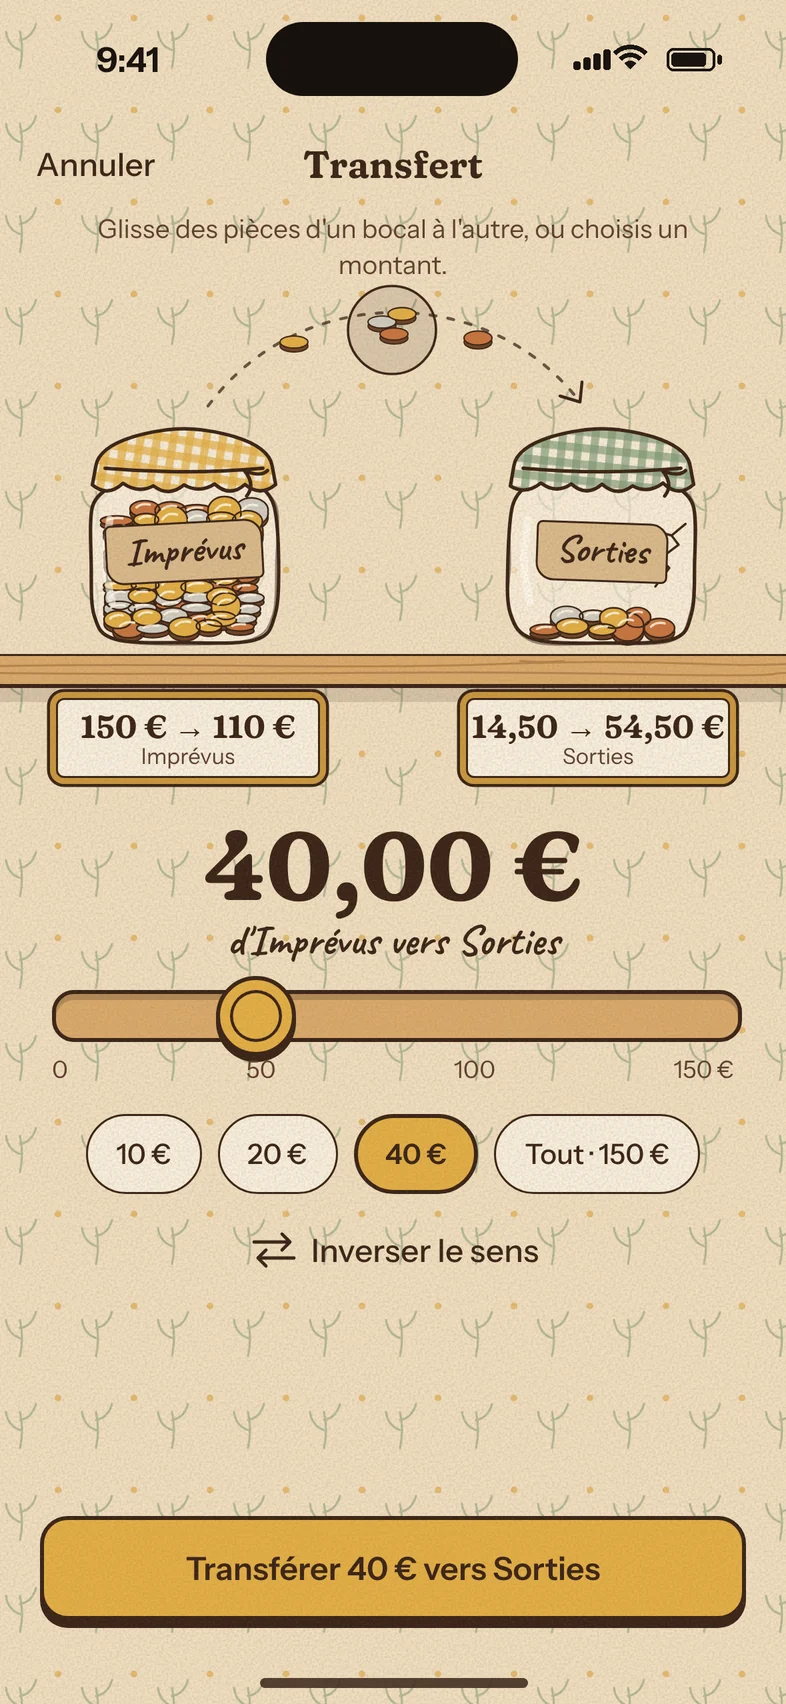 9:41
Annuler
Transfert
Glisse des pièces d'un bocal à l'autre, ou choisis un
montant.
Imprévus
Sorties
150 € → 110 €
Imprévus
14,50 → 54,50 €
Sorties
40,00 €
d'Imprévus vers Sorties
0 50 100 150 €
10 €
20 €
40 €
Tout · 150 €
Inverser le sens
Transférer 40 € vers Sorties